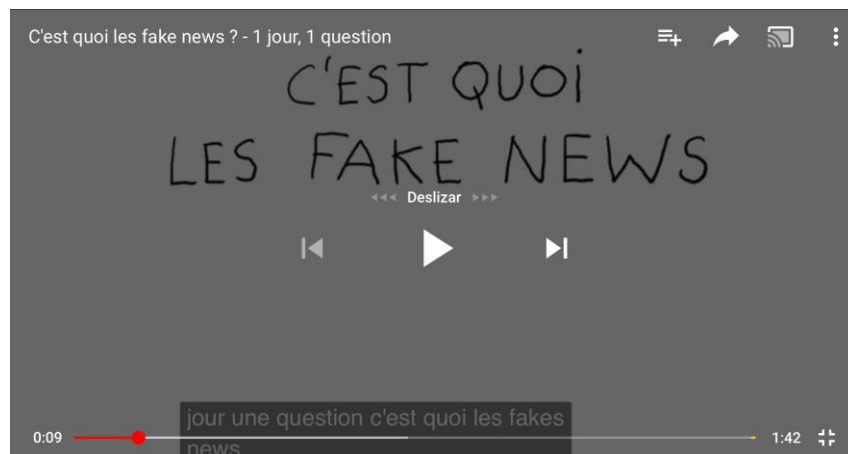 C'est quoi les fake news ? - 1 jour, 1 question
C'EST QUOi
LES FAKE NEWS
Deslizar
jour une question c'est quoi les fakes
news
0:09
1:42